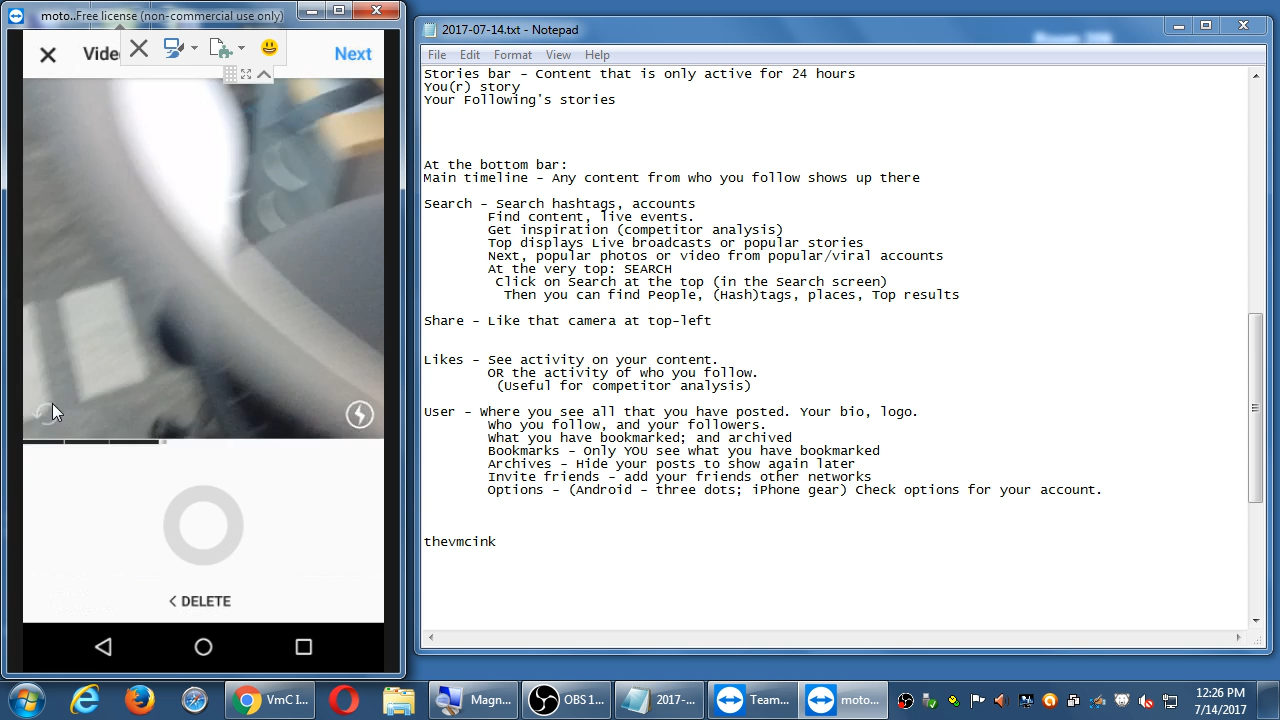 moto..Free license (non-commercial use only)
Next
DELETE
2017-07-14.txt - Notepad
File Edit Format View Help
Stories bar - Content that is only active for 24 hours
You(r) story
Your Following's stories
At the bottom bar:
Main timeline - Any content from who you follow shows up there
Search - Search hashtags, accounts
Find content, live events.
Get inspiration (competitor analysis)
Top displays Live broadcasts or popular stories
Next, popular photos or video from popular/viral accounts
At the very top: SEARCH
Click on Search at the top (in the Search screen)
Then you can find People, (Hash)tags, places, Top results
Share - Like that camera at top-left
Likes - See activity on your content.
OR the activity of who you follow.
(Useful for competitor analysis)
User - Where you see all that you have posted. Your bio, logo.
Who you follow, and your followers.
What you have bookmarked; and archived
Bookmarks - Only YOU see what you have bookmarked
Archives - Hide your posts to show again later
Invite friends - add your friends other networks
Options - (Android - three dots; iPhone gear) Check options for your account.
thevmcink
VmC I...
Magn...
OBS 1...
2017-...
Team...
moto...
12:26 PM
7/14/2017